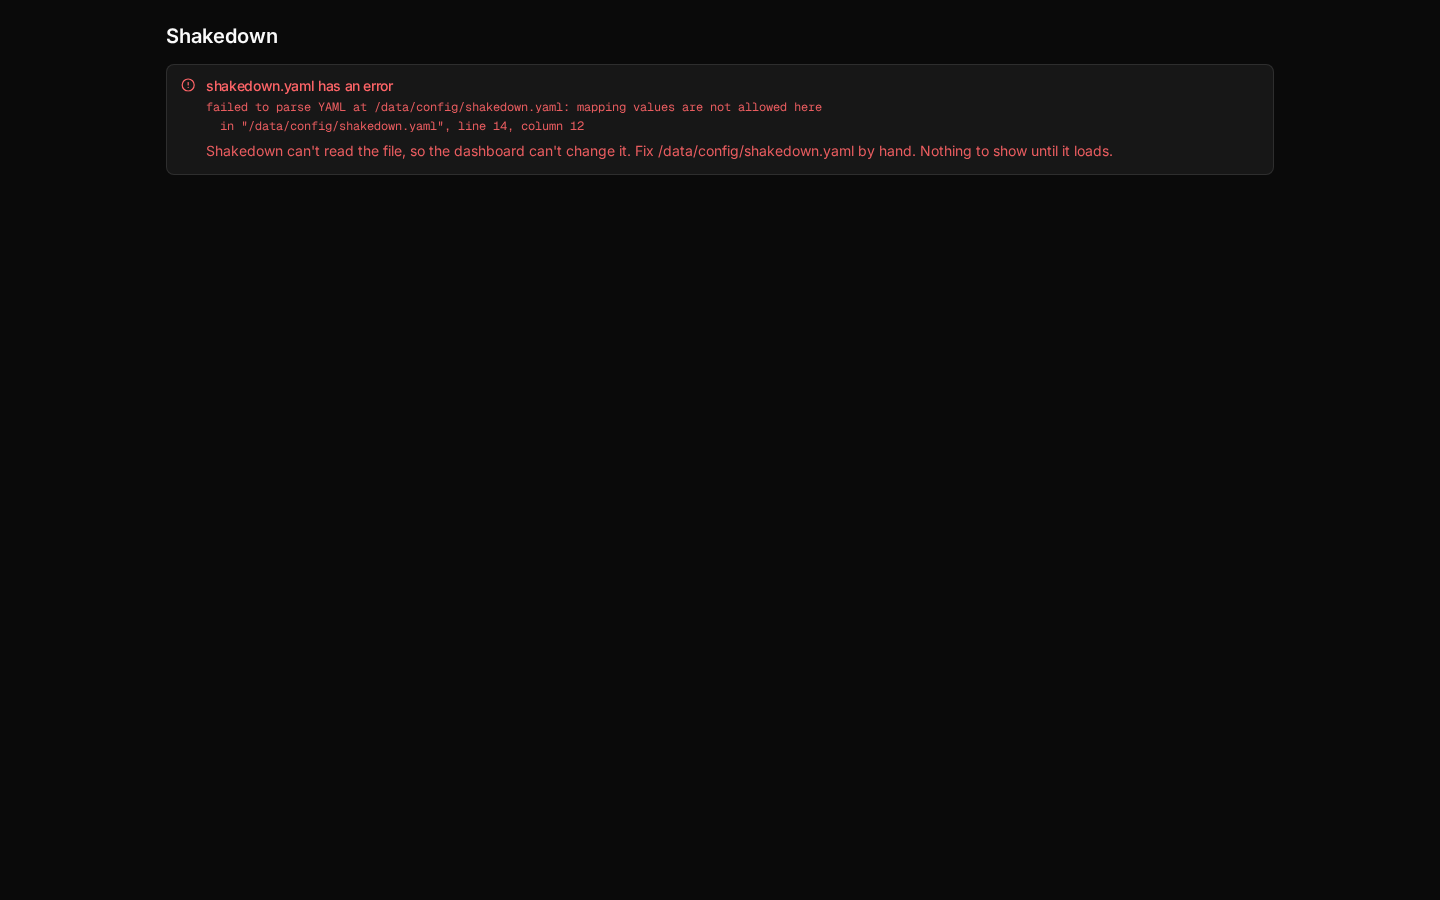 Shakedown
shakedown.yaml has an error
failed to parse YAML at /data/config/shakedown.yaml: mapping values are not allowed here
in "/data/config/shakedown.yaml", line 14, column 12
Shakedown can't read the file, so the dashboard can't change it. Fix /data/config/shakedown.yaml by hand. Nothing to show until it loads.